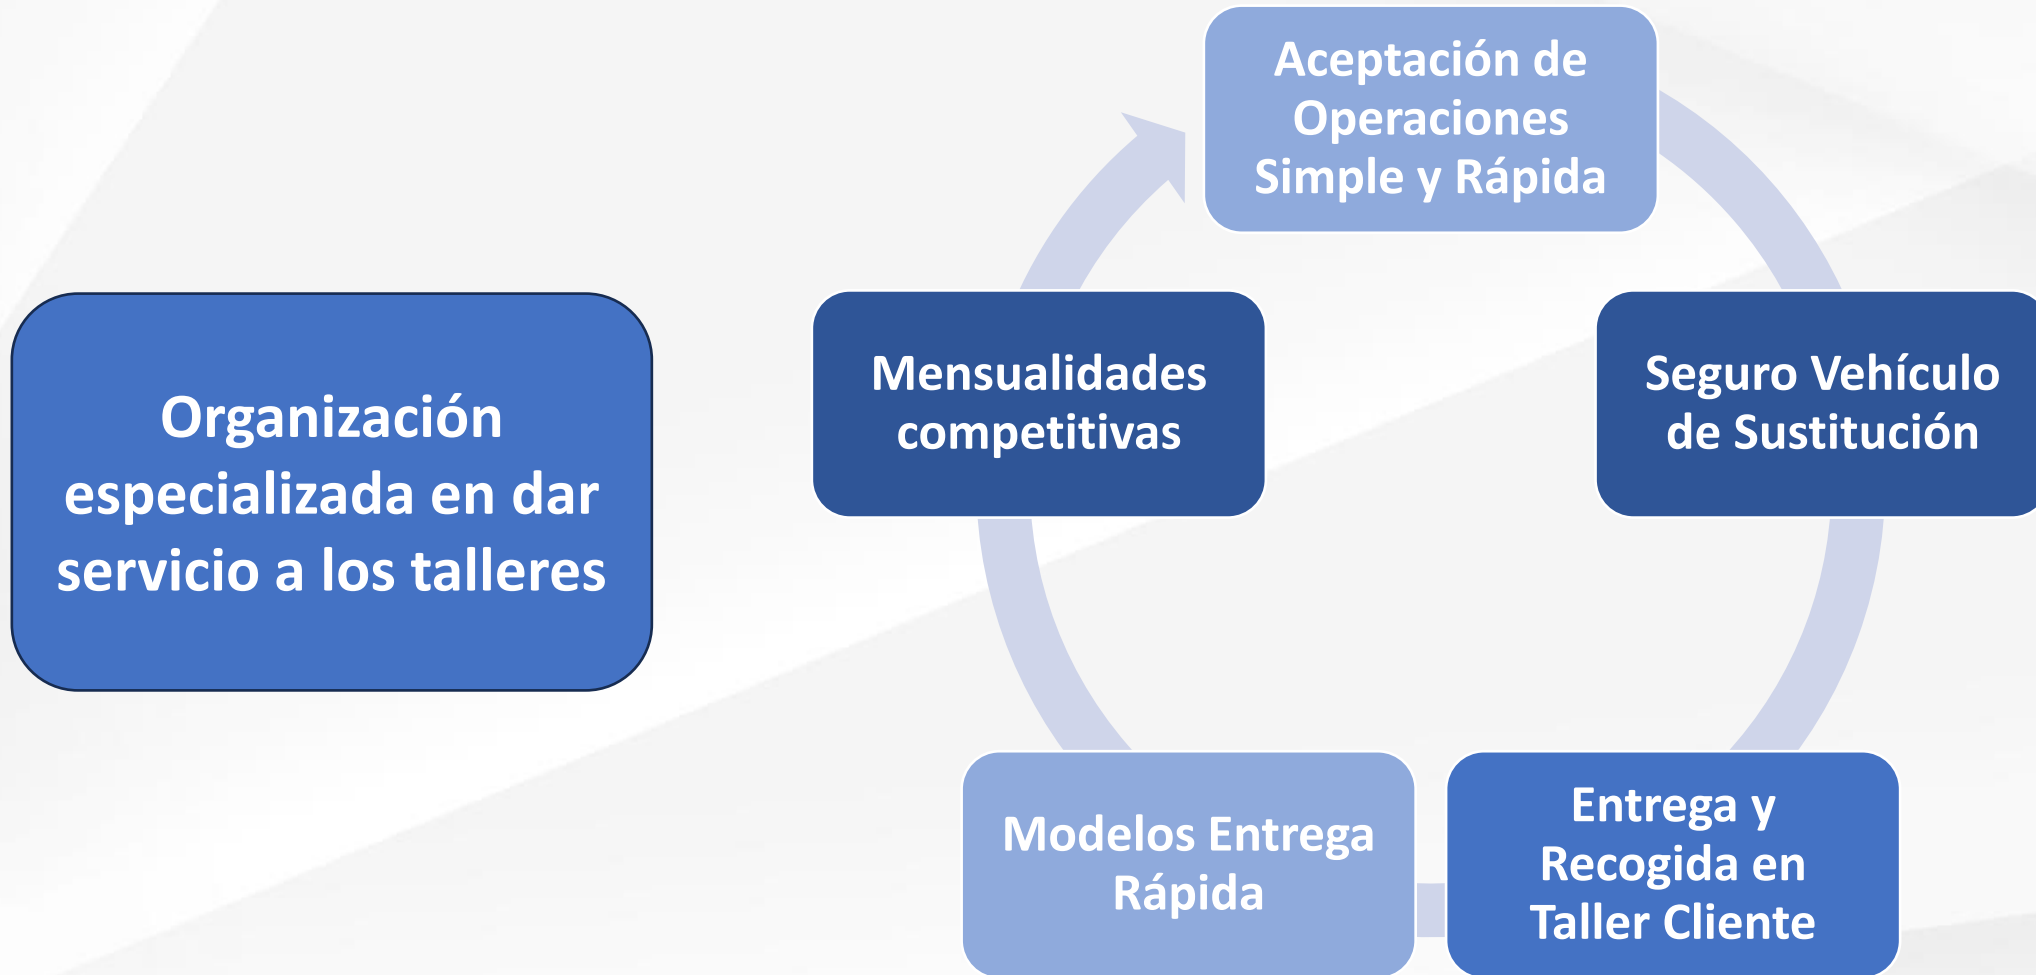 Organización
especializada en dar
servicio a los talleres
Aceptación de
Operaciones
Simple y Rápida
Seguro Vehículo
de Sustitución
Entrega y
Recogida en
Taller Cliente
Modelos Entrega
Rápida
Mensualidades
competitivas